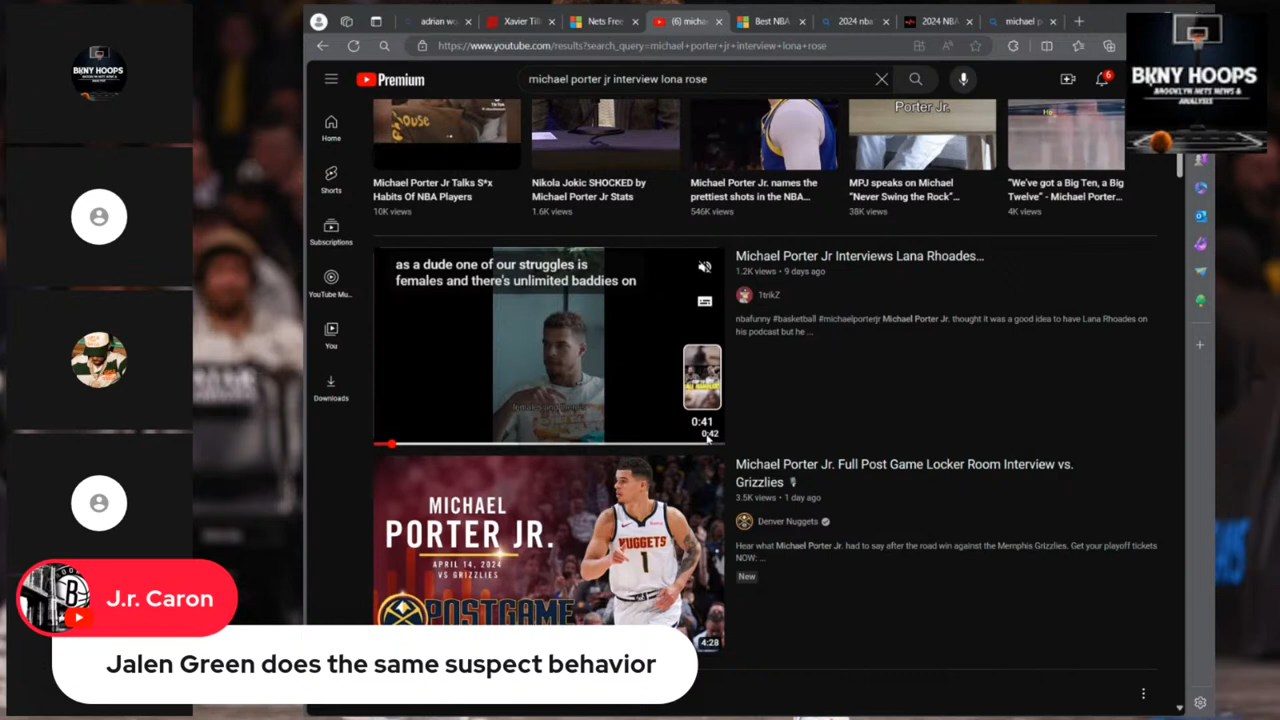 BKNY HOOPS
BROOKLYN NETS NEWS &
ANALYSIS
adrian wo
Xavier Till
Nets Free
(6) micha
Best NBA
2024 nba
2024 NBA
michael p
https://www.youtube.com/results?search_query=michael+porter+jr+interview+lona+rose
BKNY HOOPS
BROOKLYN NETS NEWS &
ANALYSIS
Premium
michael porter jr interview lona rose
6
Home
Shorts
Subscriptions
YouTube Mu...
You
Downloads
TikTok
house
Porter Jr.
Michael Porter Jr Talks S*x
Habits Of NBA Players
10K views
Nikola Jokic SHOCKED by
Michael Porter Jr Stats
1.6K views
Michael Porter Jr. names the
prettiest shots in the NBA...
546K views
MPJ speaks on Michael
"Never Swing the Rock"...
38K views
"We've got a Big Ten, a Big
Twelve" - Michael Porter...
4K views
as a dude one of our struggles is
females and there's unlimited baddies on
0:41
0:42
Michael Porter Jr Interviews Lana Rhoades...
1.2K views • 9 days ago
1trikZ
nbafunny #basketball #michaelporterjr Michael Porter Jr. thought it was a good idea to have Lana Rhoades on
his podcast but he ...
MICHAEL
PORTER JR.
APRIL 14, 2024
VS GRIZZLIES
POSTGAME
NUGGETS
1
4:28
Michael Porter Jr. Full Post Game Locker Room Interview vs.
Grizzlies
3.5K views • 1 day ago
Denver Nuggets
Hear what Michael Porter Jr. had to say after the road win against the Memphis Grizzlies. Get your playoff tickets
NOW: ...
New
B
J.r. Caron
Jalen Green does the same suspect behavior